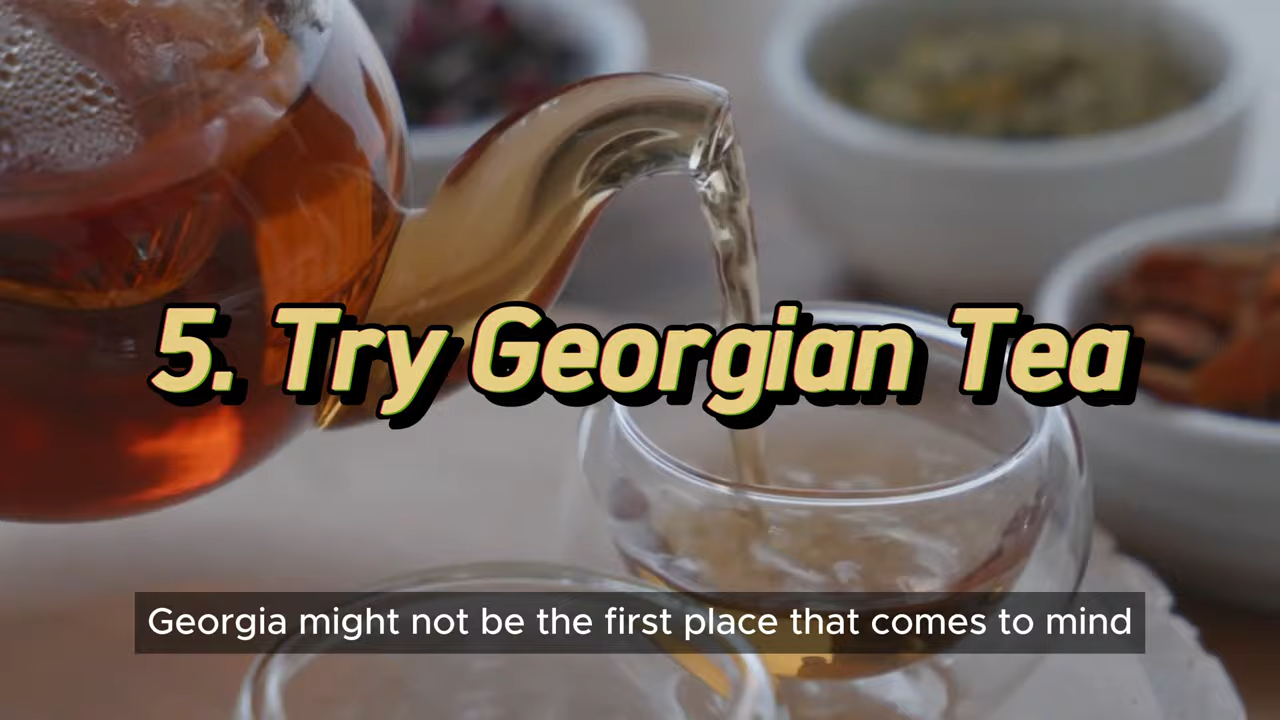 5. Try Georgian Tea
Georgia might not be the first place that comes to mind